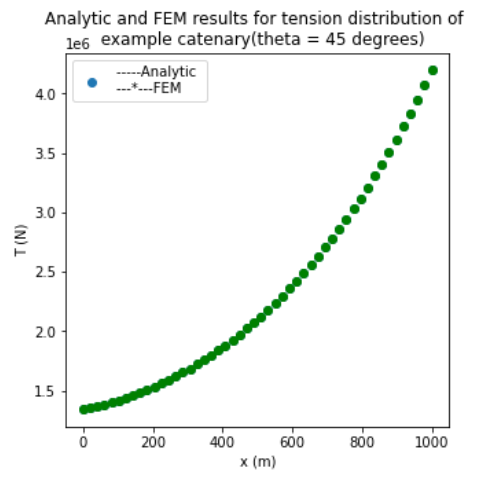 Analytic and FEM results for tension distribution of
example catenary(theta = 45 degrees)
1e6
-----Analytic
---*---FEM
4.0
3.5
3.0
2.5
2.0
1.5
T (N)
0 200 400 600 800 1000
x (m)